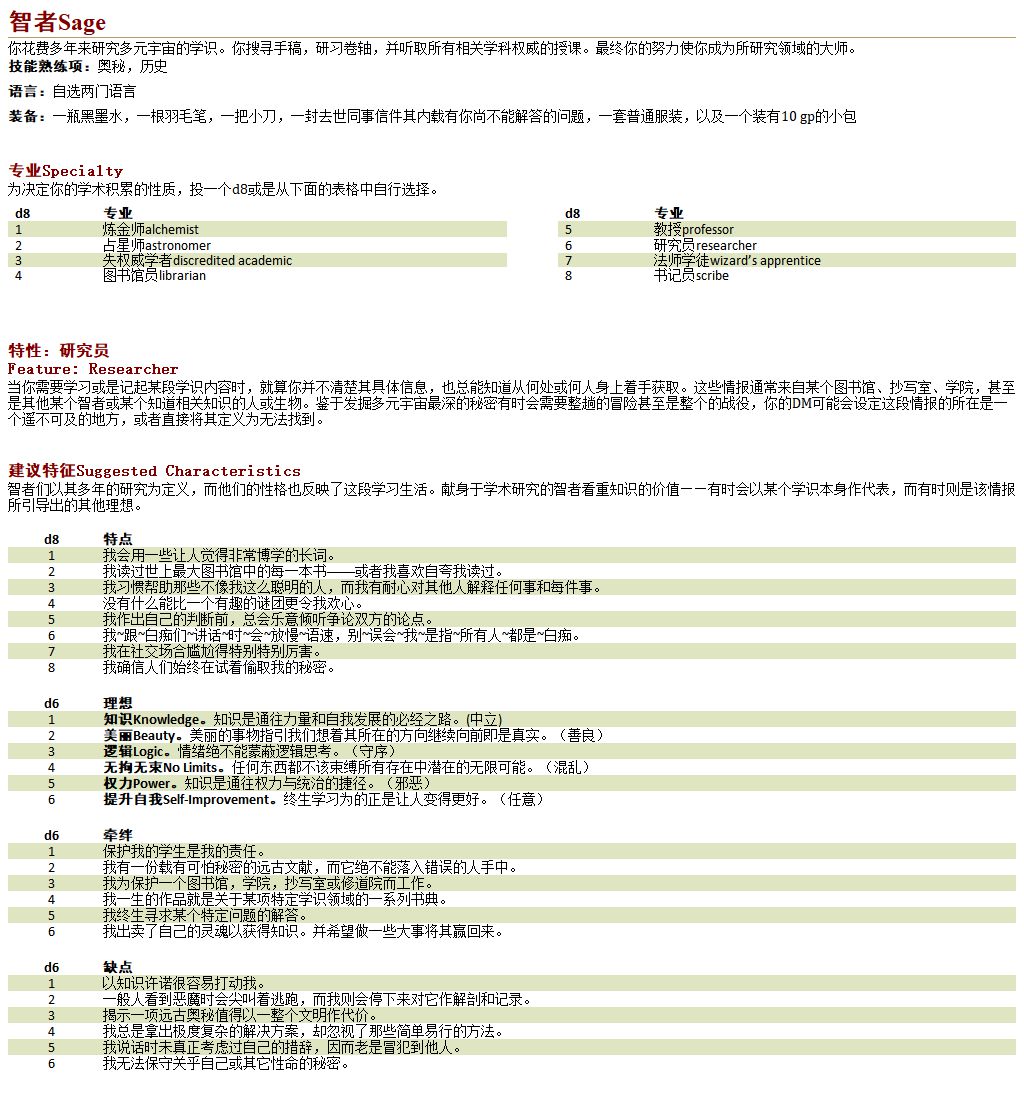 智者Sage
你花费多年来研究多元宇宙的学识。你搜寻手稿，研习卷轴，并听取所有相关学科权威的授课。最终你的努力使你成为所研究领域的大师。
技能熟练项：奥秘，历史
语言：自选两门语言
装备：一瓶黑墨水，一根羽毛笔，一把小刀，一封去世同事信件其内载有你尚不能解答的问题，一套普通服装，以及一个装有10 gp的小包
专业Specialty
为决定你的学术积累的性质，投一个d8或是从下面的表格中自行选择。
d8 专业
1 炼金师alchemist
2 占星师astronomer
3 失权威学者discredited academic
4 图书馆员librarian
d8 专业
5 教授professor
6 研究员researcher
7 法师学徒wizard’s apprentice
8 书记员scribe
特性：研究员
Feature: Researcher
当你需要学习或是记起某段学识内容时，就算你并不清楚其具体信息，也总能知道从何处或何人身上着手获取。这些情报通常来自某个图书馆、抄写室、学院，甚至
是其他某个智者或某个知道相关知识的人或生物。鉴于发掘多元宇宙最深的秘密有时会需要整趟的冒险甚至是整个的战役，你的DM可能会设定这段情报的所在是一
个遥不可及的地方，或者直接将其定义为无法找到。
建议特征Suggested Characteristics
智者们以其多年的研究为定义，而他们的性格也反映了这段学习生活。献身于学术研究的智者看重知识的价值——有时会以某个学识本身作代表，而有时则是该情报
所引导出的其他理想。
d8 特点
1 我会用一些让人觉得非常博学的长词。
2 我读过世上最大图书馆中的每一本书——或者我喜欢自夸我读过。
3 我习惯帮助那些不像我这么聪明的人，而我有耐心对其他人解释任何事和每件事。
4 没有什么能比一个有趣的谜团更令我欢心。
5 我作出自己的判断前，总会乐意倾听争论双方的论点。
6 我~跟~白痴们~讲话~时~会~放慢~语速，别~误会~我~是指~所有人~都是~白痴。
7 我在社交场合尴尬得特别特别厉害。
8 我确信人们始终在试着偷取我的秘密。
d6 理想
1 知识Knowledge。知识是通往力量和自我发展的必经之路。(中立)
2 美丽Beauty。美丽的事物指引我们想着其所在的方向继续向前即是真实。（善良）
3 逻辑Logic。情绪绝不能蒙蔽逻辑思考。（守序）
4 无拘无束No Limits。任何东西都不该束缚所有存在中潜在的无限可能。（混乱）
5 权力Power。知识是通往权力与统治的捷径。（邪恶）
6 提升自我Self-Improvement。终生学习为的正是让人变得更好。（任意）
d6 牵绊
1 保护我的学生是我的责任。
2 我有一份载有可怕秘密的远古文献，而它绝不能落入错误的人手中。
3 我为保护一个图书馆，学院，抄写室或修道院而工作。
4 我一生的作品就是关于某项特定学识领域的一系列书典。
5 我终生寻求某个特定问题的解答。
6 我出卖了自己的灵魂以获得知识。并希望做一些大事将其赢回来。
d6 缺点
1 以知识许诺很容易打动我。
2 一般人看到恶魔时会尖叫着逃跑，而我则会停下来对它作解剖和记录。
3 揭示一项远古奥秘值得以一整个文明作代价。
4 我总是拿出极度复杂的解决方案，却忽视了那些简单易行的方法。
5 我说话时未真正考虑过自己的措辞，因而老是冒犯到他人。
6 我无法保守关乎自己或其它性命的秘密。